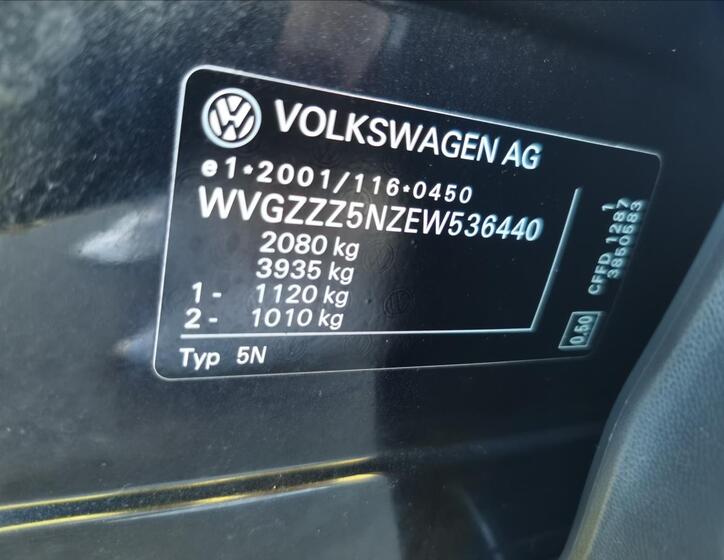 VOLKSWAGEN AG
e1*2001/116*0450
WVGZZZ5NZEW536440
2080 kg
3935 kg
1- 1120 kg
2- 1010 kg
Typ 5N
CFFD 1287 1
3850583
0.50